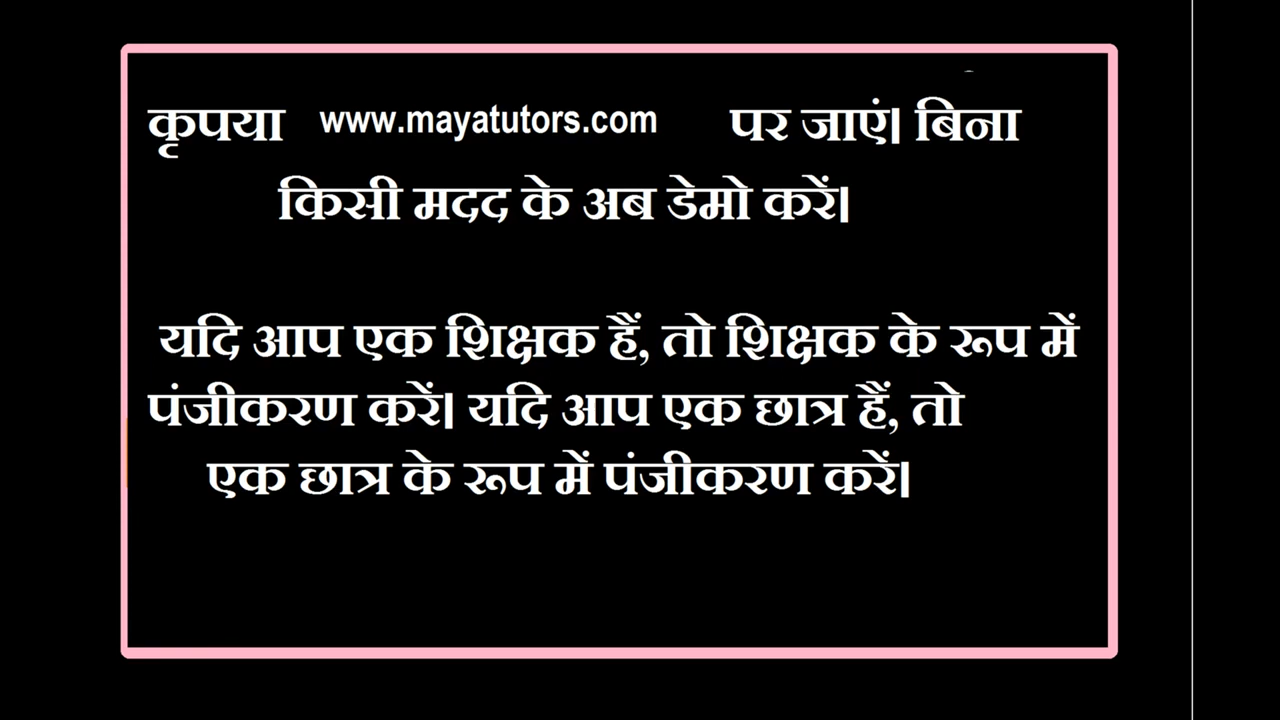 कृपया www.mayatutors.com पर जाएं। बिना
किसी मदद के अब डेमो करें।
यदि आप एक शिक्षक हैं, तो शिक्षक के रूप में
पंजीकरण करें। यदि आप एक छात्र हैं, तो
एक छात्र के रूप में पंजीकरण करें।